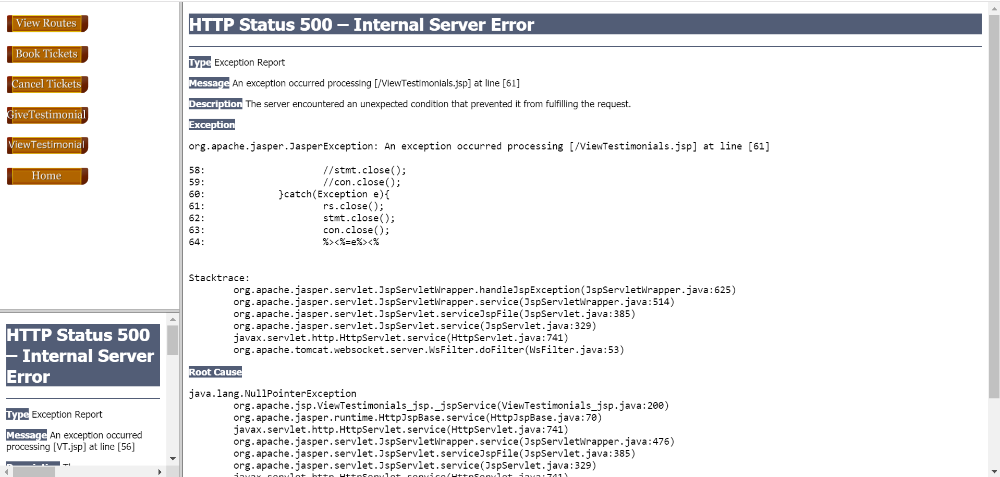 View Routes
Book Tickets
Cancel Tickets
GiveTestimonial
ViewTestimonial
Home
HTTP Status 500
– Internal Server
Error
Type Exception Report
Message An exception occurred
processing [VT.jsp] at line [56]
HTTP Status 500 – Internal Server Error
Type Exception Report
Message An exception occurred processing [/ViewTestimonials.jsp] at line [61]
Description The server encountered an unexpected condition that prevented it from fulfilling the request.
Exception
org.apache.jasper.JasperException: An exception occurred processing [/ViewTestimonials.jsp] at line [61]
58: //stmt.close();
59: //con.close();
60: }catch(Exception e){
61: rs.close();
62: stmt.close();
63: con.close();
64: %><%=e%><%
Stacktrace:
org.apache.jasper.servlet.JspServletWrapper.handleJspException(JspServletWrapper.java:625)
org.apache.jasper.servlet.JspServletWrapper.service(JspServletWrapper.java:514)
org.apache.jasper.servlet.JspServlet.serviceJspFile(JspServlet.java:385)
org.apache.jasper.servlet.JspServlet.service(JspServlet.java:329)
javax.servlet.http.HttpServlet.service(HttpServlet.java:741)
org.apache.tomcat.websocket.server.WsFilter.doFilter(WsFilter.java:53)
Root Cause
java.lang.NullPointerException
org.apache.jsp.ViewTestimonials_jsp._jspService(ViewTestimonials_jsp.java:200)
org.apache.jasper.runtime.HttpJspBase.service(HttpJspBase.java:70)
javax.servlet.http.HttpServlet.service(HttpServlet.java:741)
org.apache.jasper.servlet.JspServletWrapper.service(JspServletWrapper.java:476)
org.apache.jasper.servlet.JspServlet.serviceJspFile(JspServlet.java:385)
org.apache.jasper.servlet.JspServlet.service(JspServlet.java:329)
javax.servlet.http.HttpServlet.service(HttpServlet.java:741)